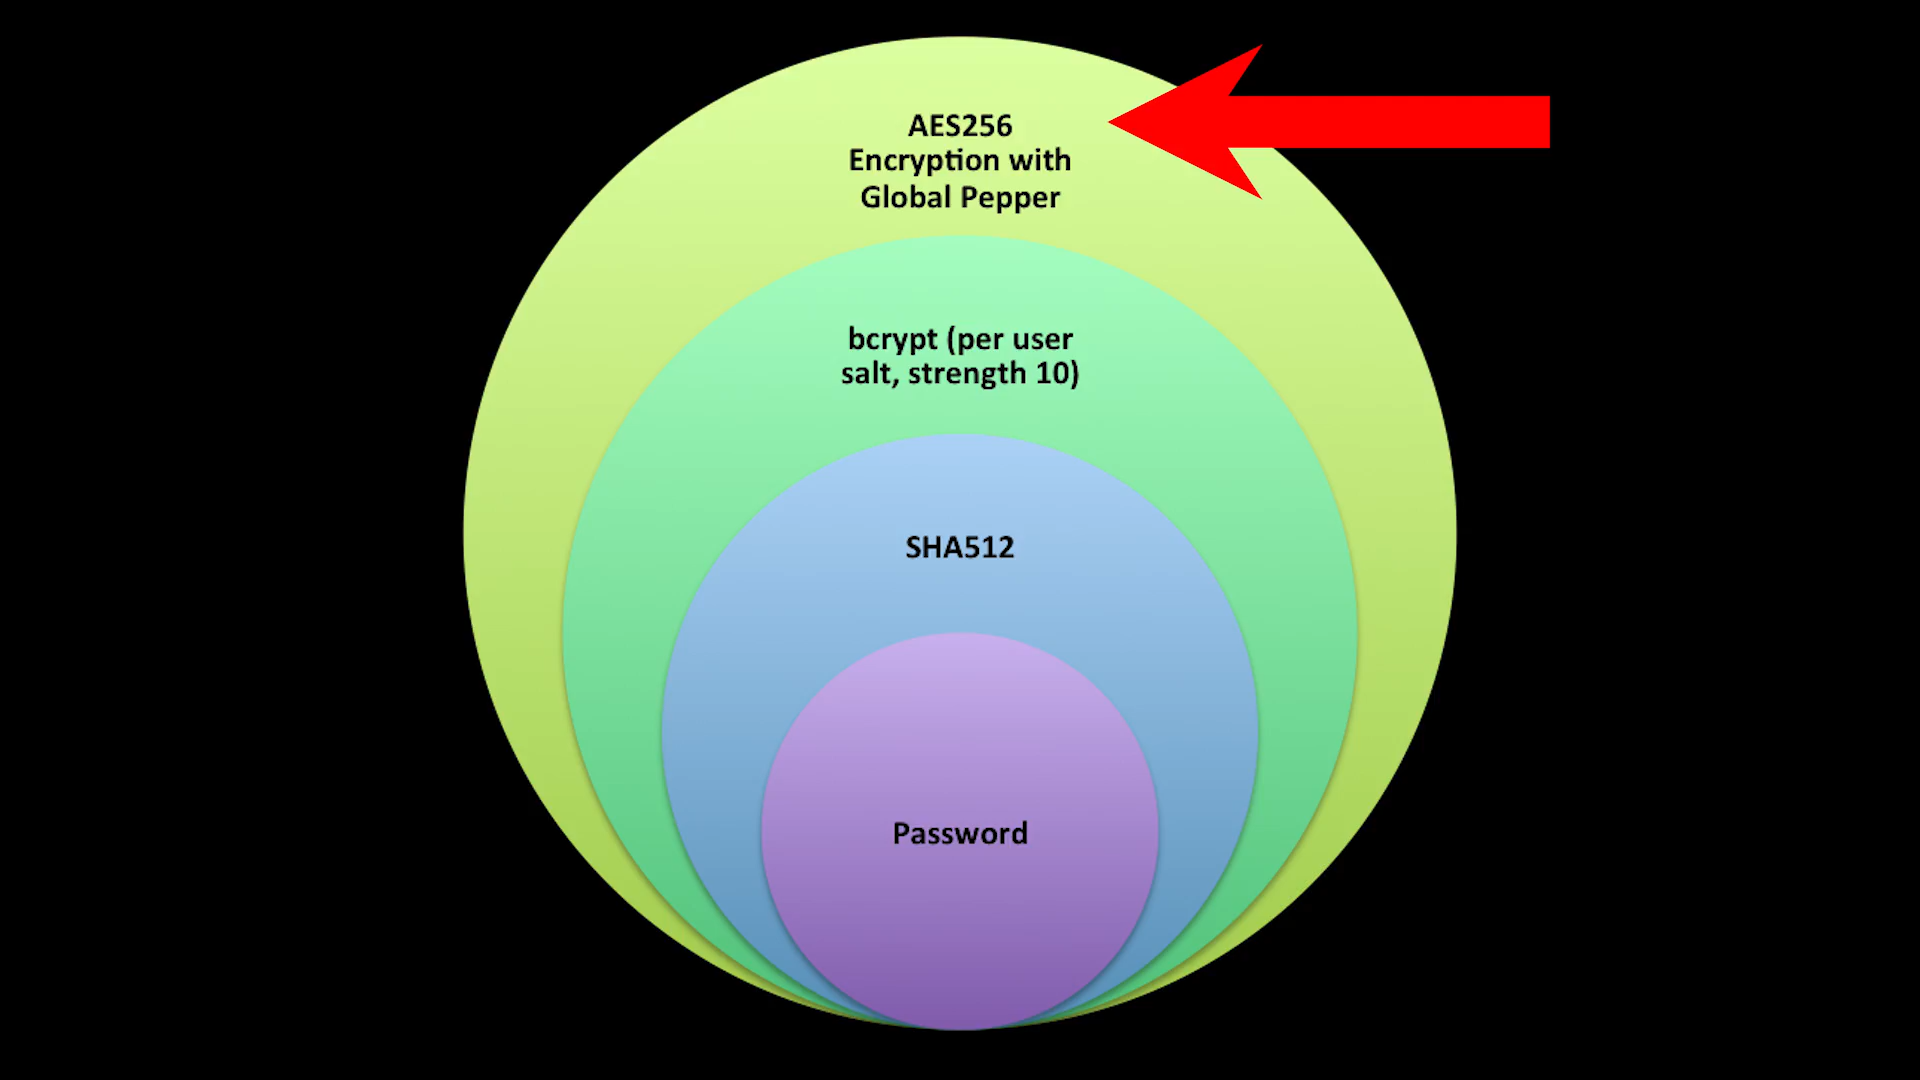 AES256
Encryption with
Global Pepper
bcrypt (per user
salt, strength 10)
SHA512
Password